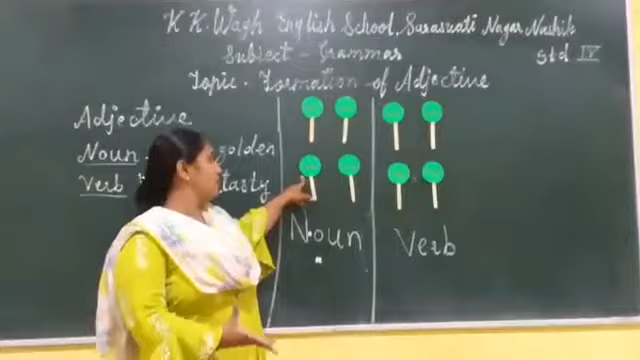 K K. Wagh English School, Saraswati Nagar Nashik
Subject - Grammar Std IV
Topic - Formation of Adjective
Adjective
Noun - golden
Verb
Noun Verb